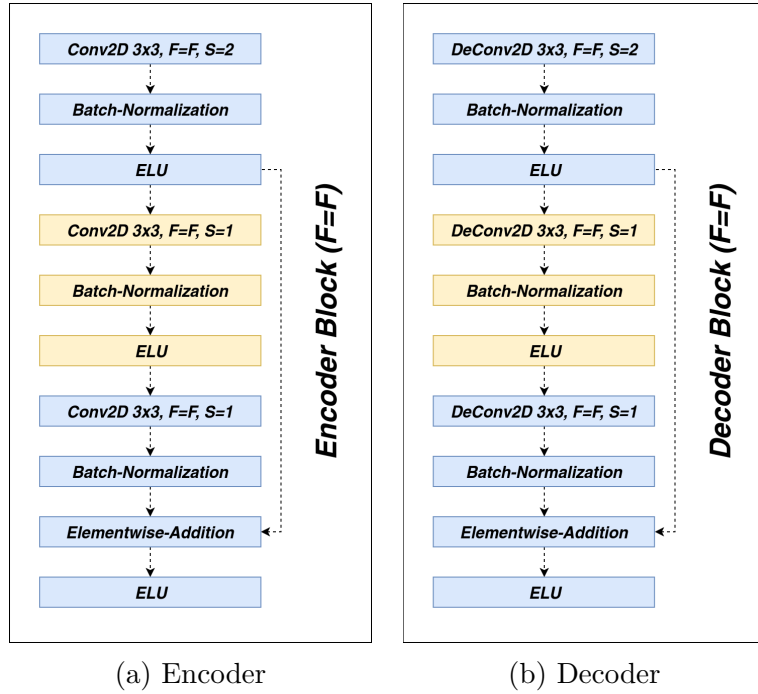 Conv2D 3x3, F=F, S=2
Batch-Normalization
ELU
Conv2D 3x3, F=F, S=1
Batch-Normalization
ELU
Conv2D 3x3, F=F, S=1
Batch-Normalization
Elementwise-Addition
ELU
Encoder Block (F=F)
(a) Encoder
DeConv2D 3x3, F=F, S=2
Batch-Normalization
ELU
DeConv2D 3x3, F=F, S=1
Batch-Normalization
ELU
DeConv2D 3x3, F=F, S=1
Batch-Normalization
Elementwise-Addition
ELU
Decoder Block (F=F)
(b) Decoder